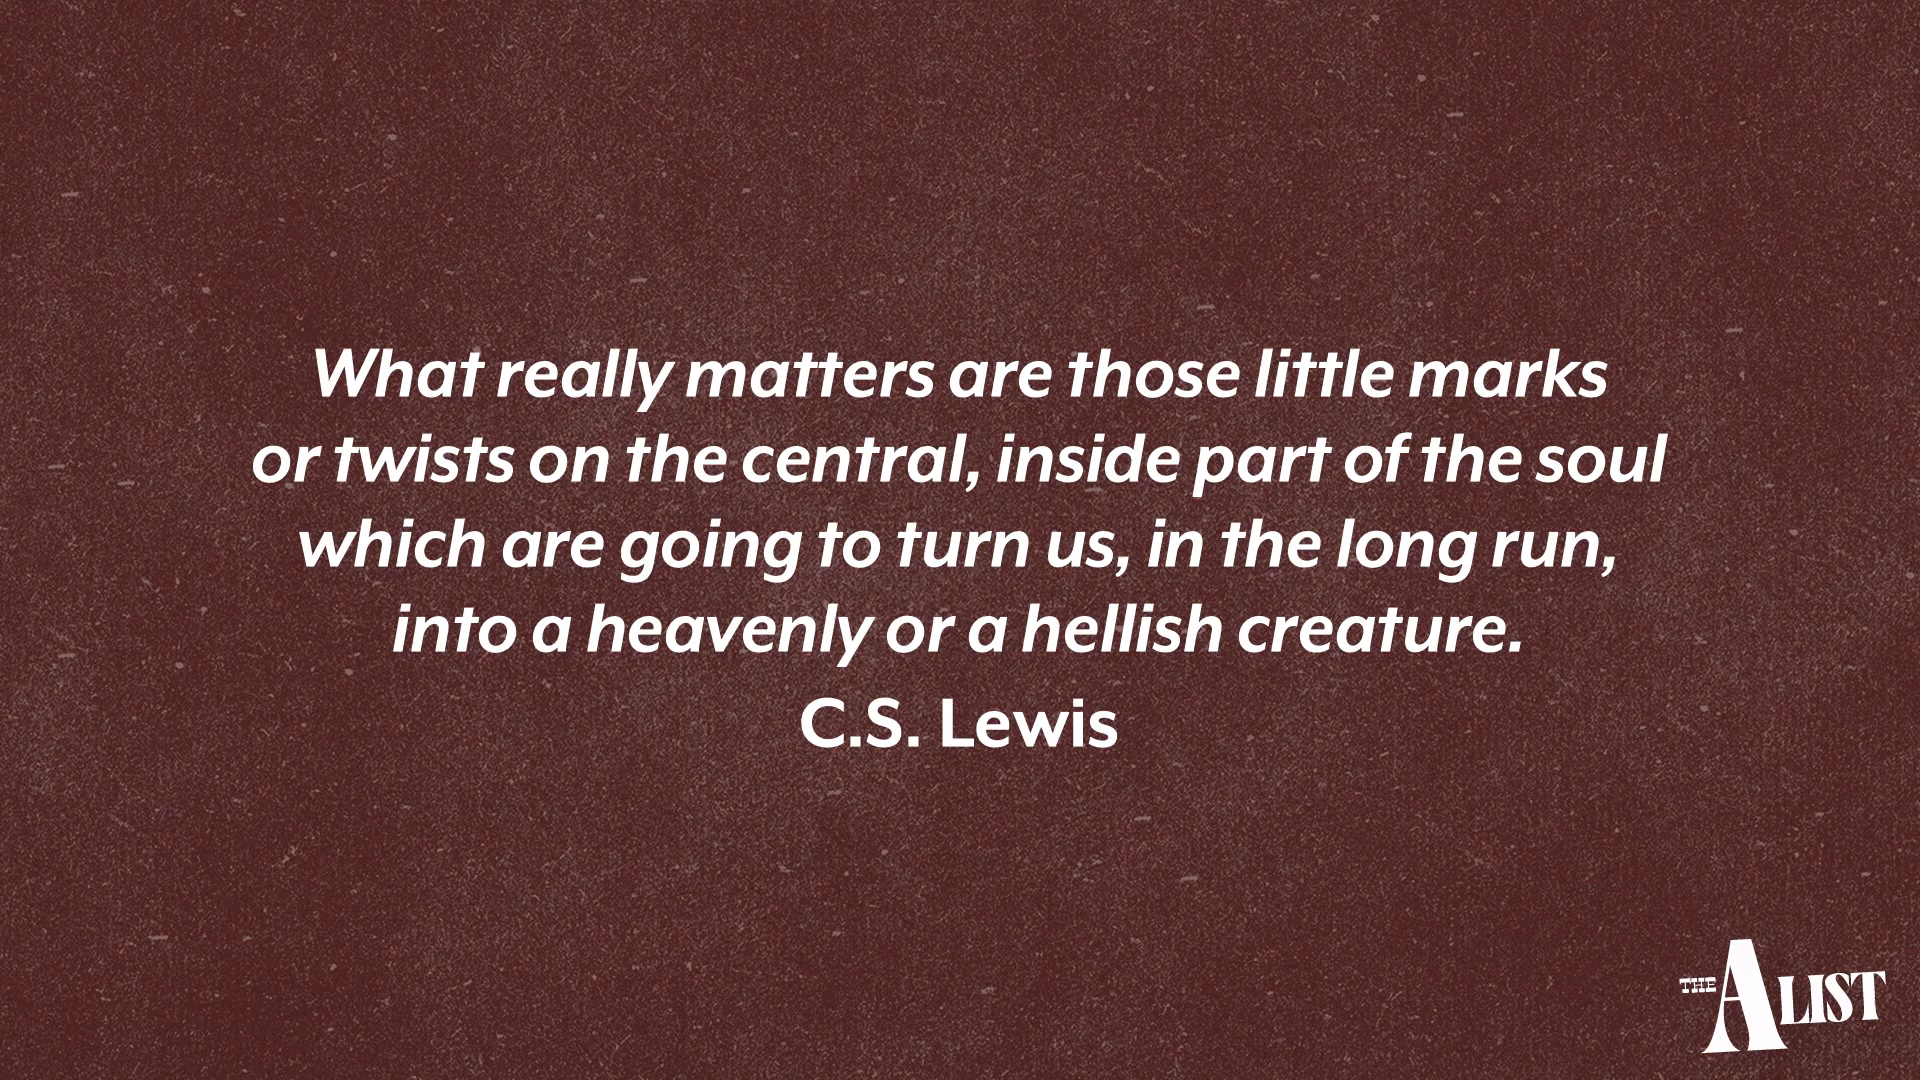 What really matters are those little marks
or twists on the central, inside part of the soul
which are going to turn us, in the long run,
into a heavenly or a hellish creature.
C.S. Lewis
THE A LIST